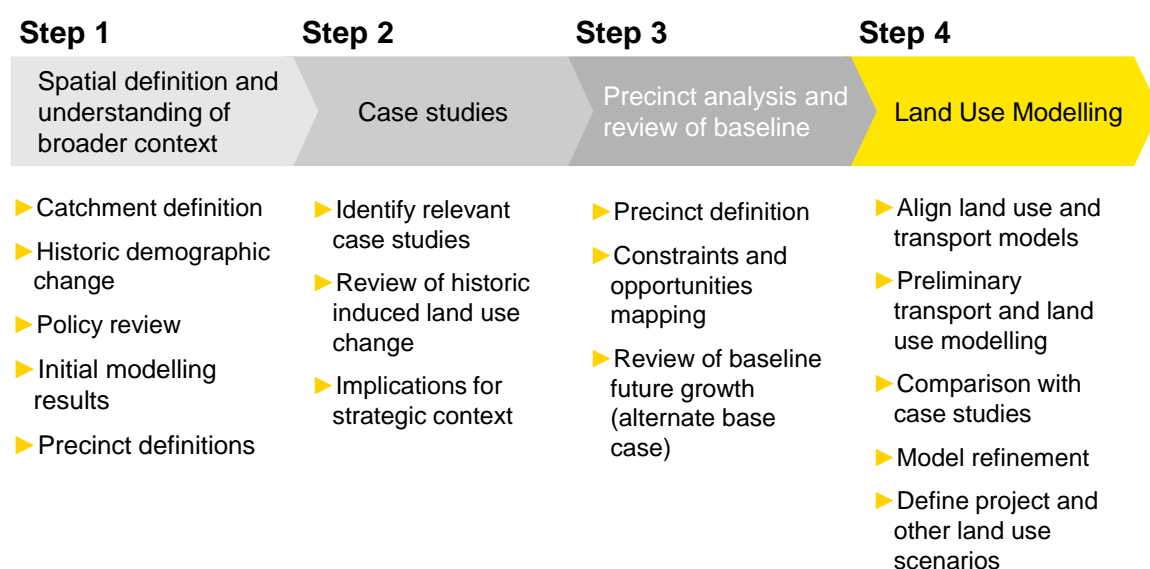 Step 1
Spatial definition and
understanding of
broader context
►Catchment definition
►Historic demographic
change
►Policy review
►Initial modelling
results
►Precinct definitions
Step 2
Case studies
►Identify relevant
case studies
►Review of historic
induced land use
change
►Implications for
strategic context
Step 3
Precinct analysis and
review of baseline
►Precinct definition
►Constraints and
opportunities
mapping
►Review of baseline
future growth
(alternate base
case)
Step 4
Land Use Modelling
►Align land use and
transport models
►Preliminary
transport and land
use modelling
►Comparison with
case studies
►Model refinement
►Define project and
other land use
scenarios